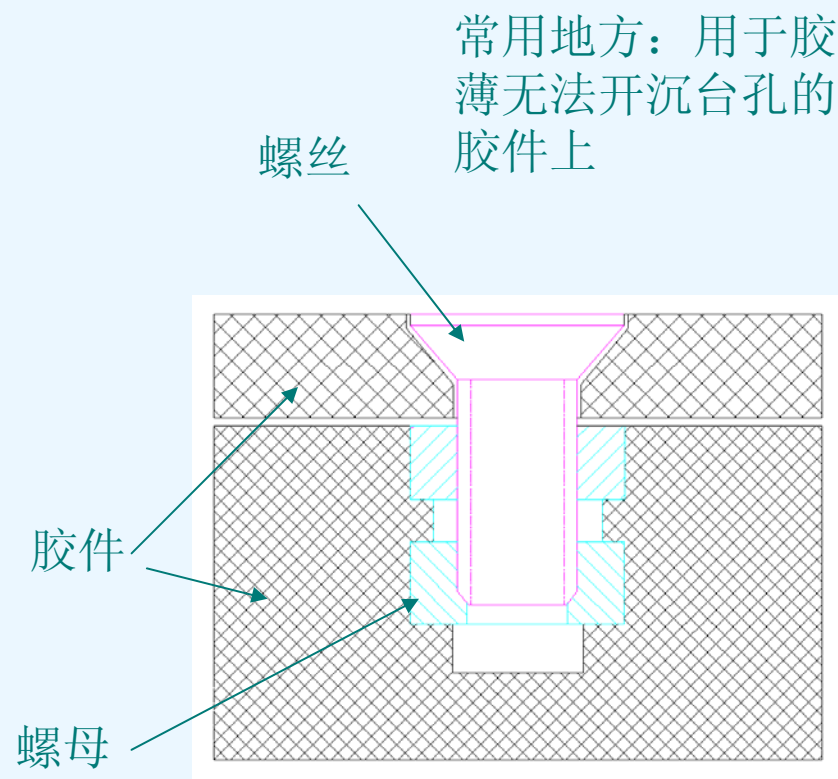 常用地方：用于胶
薄无法开沉台孔的
胶件上
螺丝
胶件
螺母